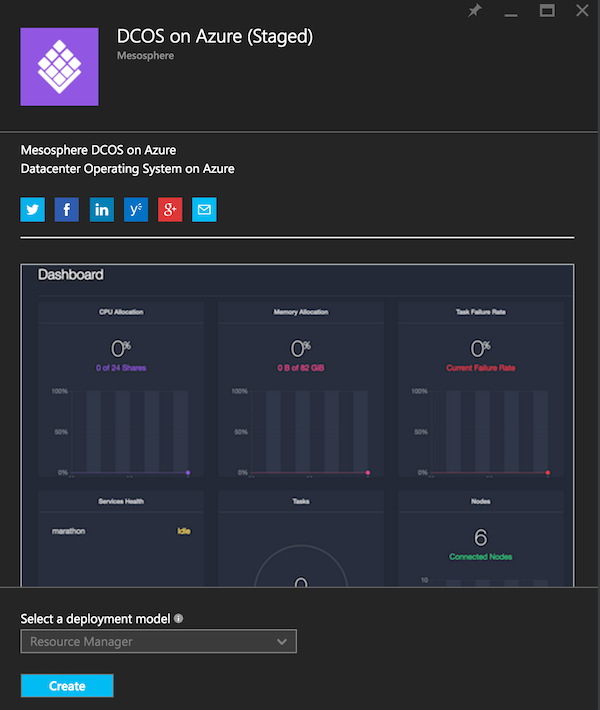 DCOS on Azure (Staged)
Mesosphere
Mesosphere DCOS on Azure
Datacenter Operating System on Azure
Dashboard
CPU Allocation
Memory Allocation
Task Failure Rate
0%
0%
0%
0 of 24 Shares
0 B of 82 GiB
Current Failure Rate
100%
100%
100%
50%
50%
50%
0%
0%
0%
Services Health
Tasks
Nodes
marathon
Idle
6
Connected Nodes
0
10
Select a deployment model
Resource Manager
Create